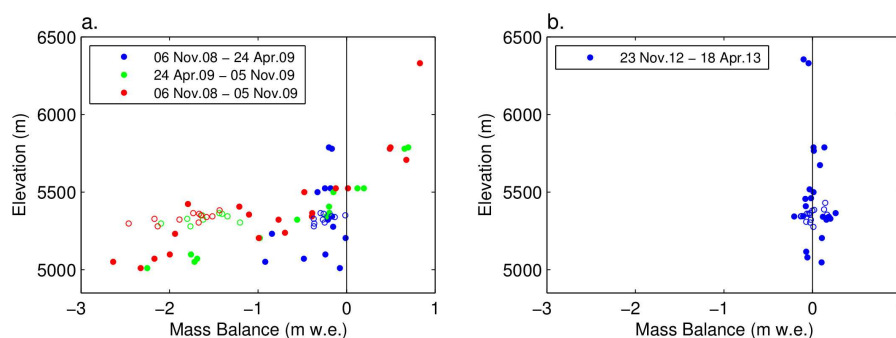 a.
6500
6000
5500
5000
Elevation (m)
06 Nov.08 – 24 Apr.09
24 Apr.09 – 05 Nov.09
06 Nov.08 – 05 Nov.09
−3 −2 −1 0 1
Mass Balance (m w.e.)
b.
6500
6000
5500
5000
Elevation (m)
23 Nov.12 – 18 Apr.13
−3 −2 −1 0
Mass Balance (m w.e.)